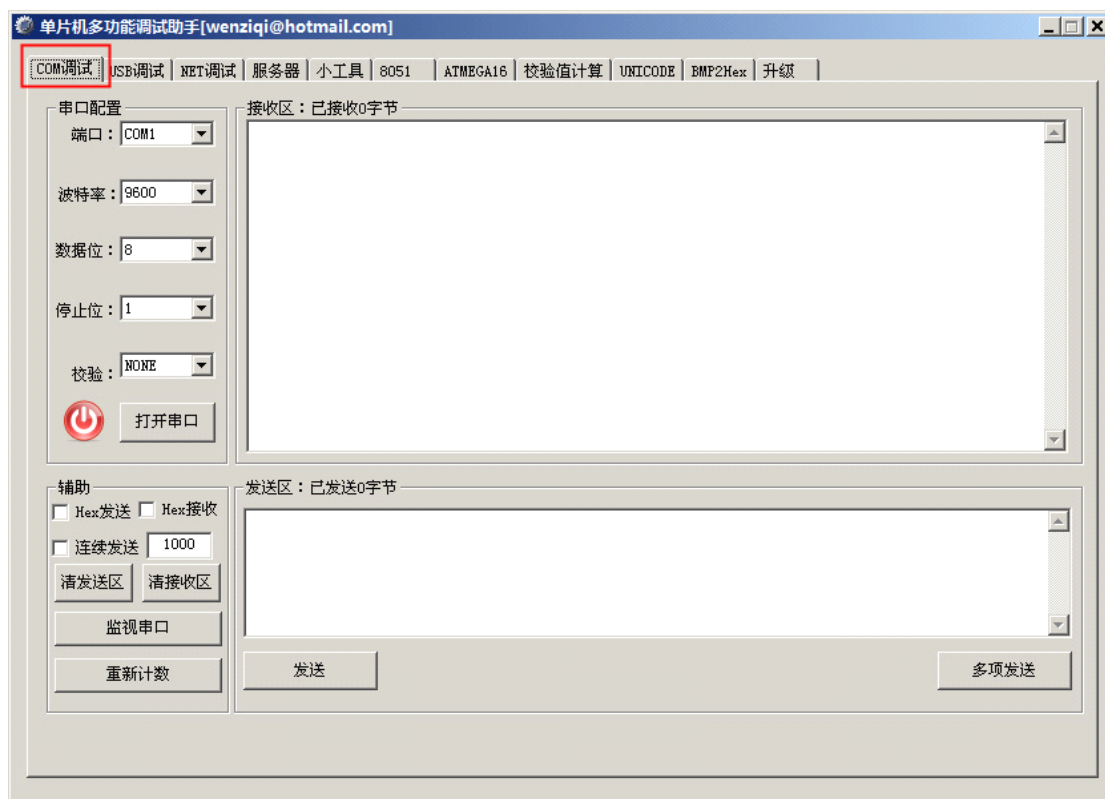 单片机多功能调试助手[wenziqi@hotmail.com]
COM调试 USB调试 NET调试 服务器 小工具 8051 ATMEGA16 校验值计算 UNICODE BMP2Hex 升级
串口配置
端口：COM1
波特率：9600
数据位：8
停止位：1
校验：NONE
打开串口
接收区：已接收0字节
辅助
Hex发送 Hex接收
连续发送 1000
清发送区 清接收区
监视串口
重新计数
发送区：已发送0字节
发送 多项发送